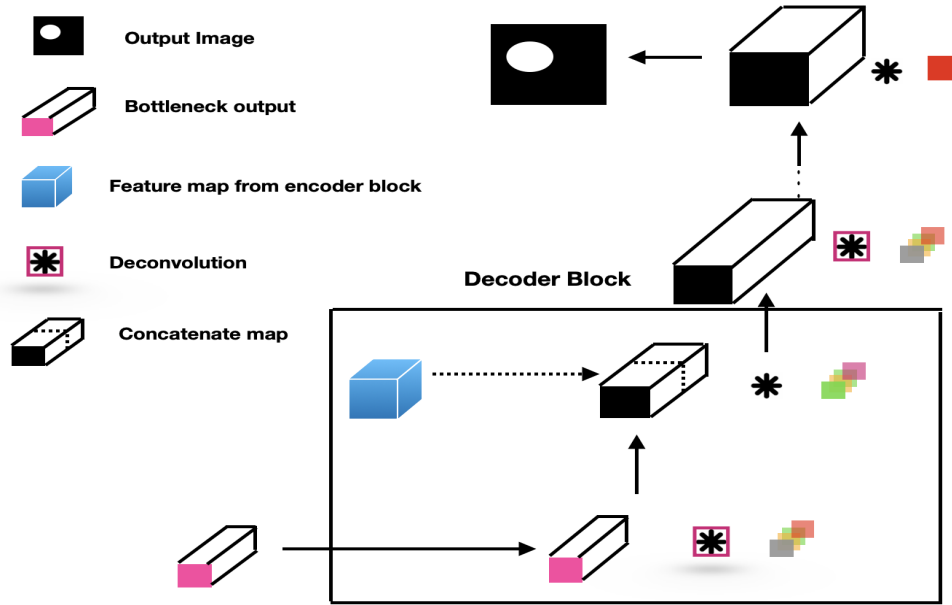 Output Image
Bottleneck output
Feature map from encoder block
Deconvolution
Decoder Block
Concatenate map